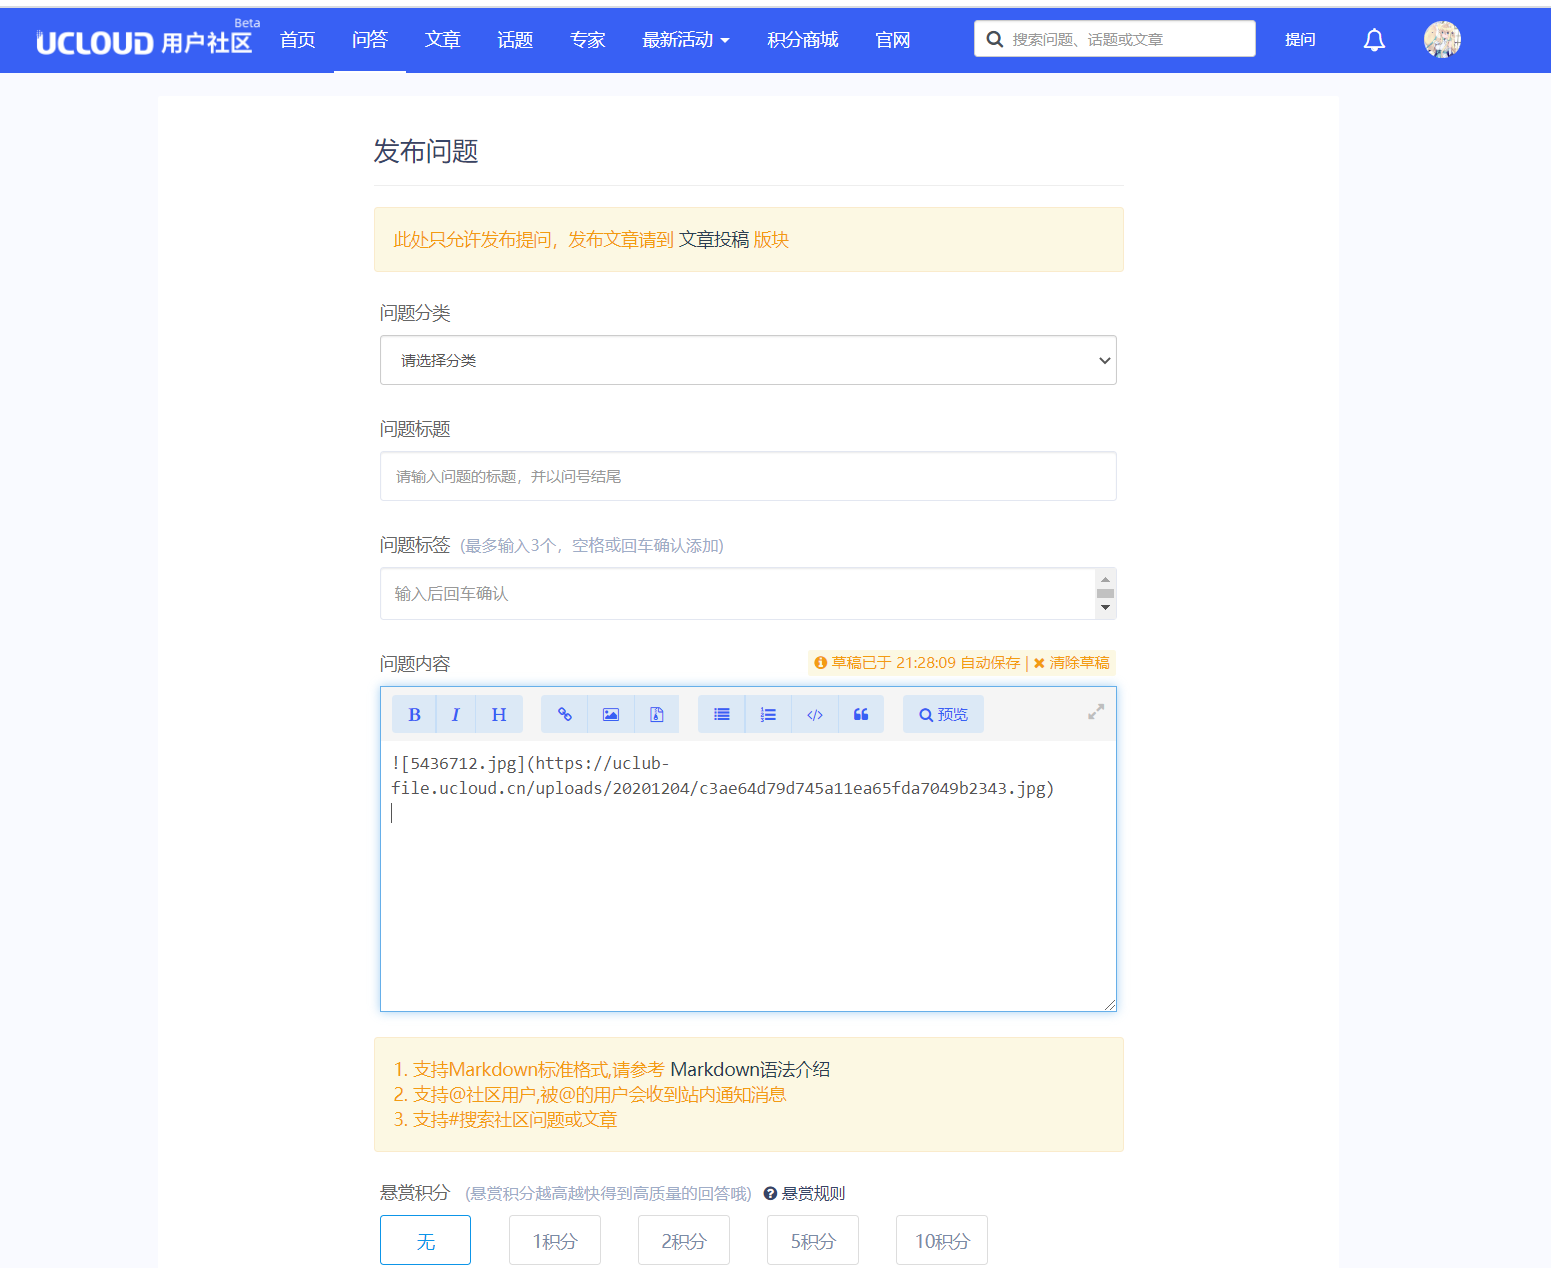 UCLOUD 用户社区 Beta 首页 问答 文章 话题 专家 最新活动 积分商城 官网 搜索问题、话题或文章 提问
发布问题
此处只允许发布提问，发布文章请到 文章投稿 版块
问题分类
请选择分类
问题标题
请输入问题的标题，并以问号结尾
问题标签 (最多输入3个，空格或回车确认添加)
输入后回车确认
问题内容 草稿已于 21:28:09 自动保存 | 清除草稿
B I H 预览
![5436712.jpg](https://uclub-
file.ucloud.cn/uploads/20201204/c3ae64d79d745a11ea65fda7049b2343.jpg)
1. 支持Markdown标准格式,请参考 Markdown语法介绍
2. 支持@社区用户,被@的用户会收到站内通知消息
3. 支持#搜索社区问题或文章
悬赏积分 (悬赏积分越高越快得到高质量的回答哦) 悬赏规则
无 1积分 2积分 5积分 10积分